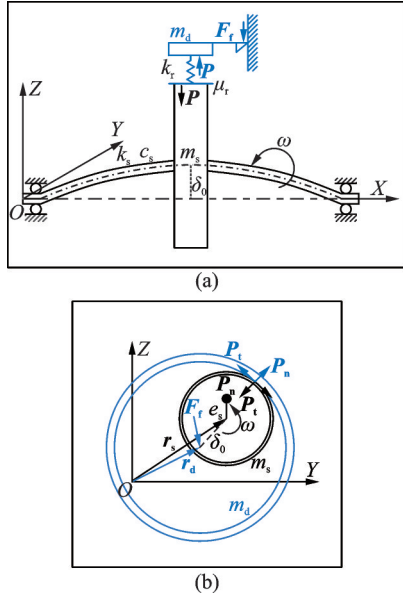 m_d F_f
k_r P
μ_r
Z P
Y
k_s c_s m_s ω
δ_0 X
O
(a)
Z P_t
P_n
P_n
e_s P_t
F_f ω
r_s δ_0
r_d m_s
O Y
m_d
(b)